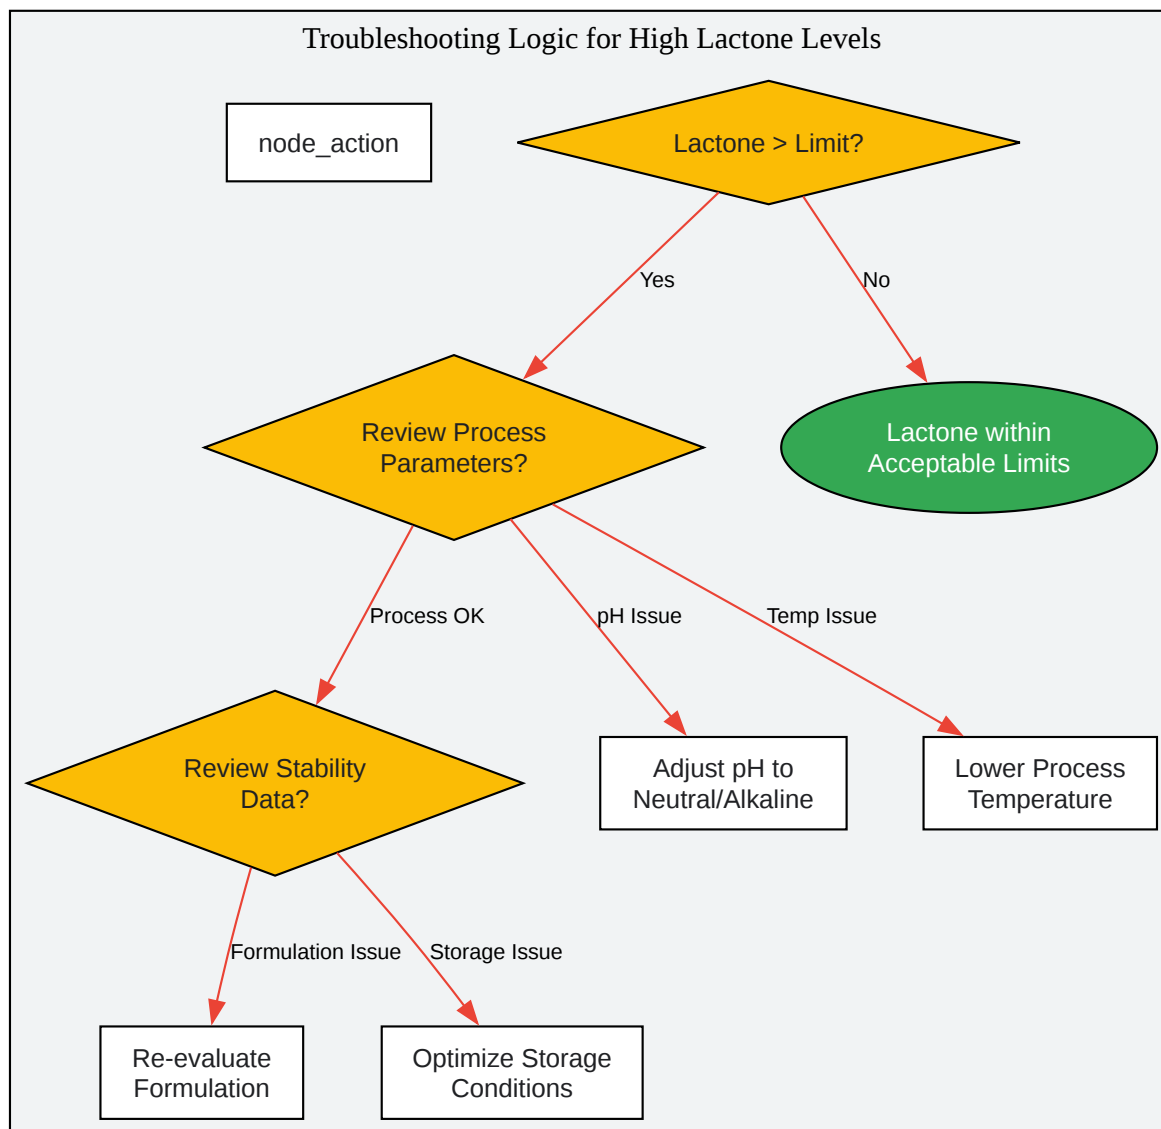 Troubleshooting Logic for High Lactone Levels
node_action
Lactone > Limit?
Yes
No
Review Process
Parameters?
Lactone within
Acceptable Limits
Process OK
pH Issue
Temp Issue
Review Stability
Data?
Adjust pH to
Neutral/Alkaline
Lower Process
Temperature
Formulation Issue
Storage Issue
Re-evaluate
Formulation
Optimize Storage
Conditions